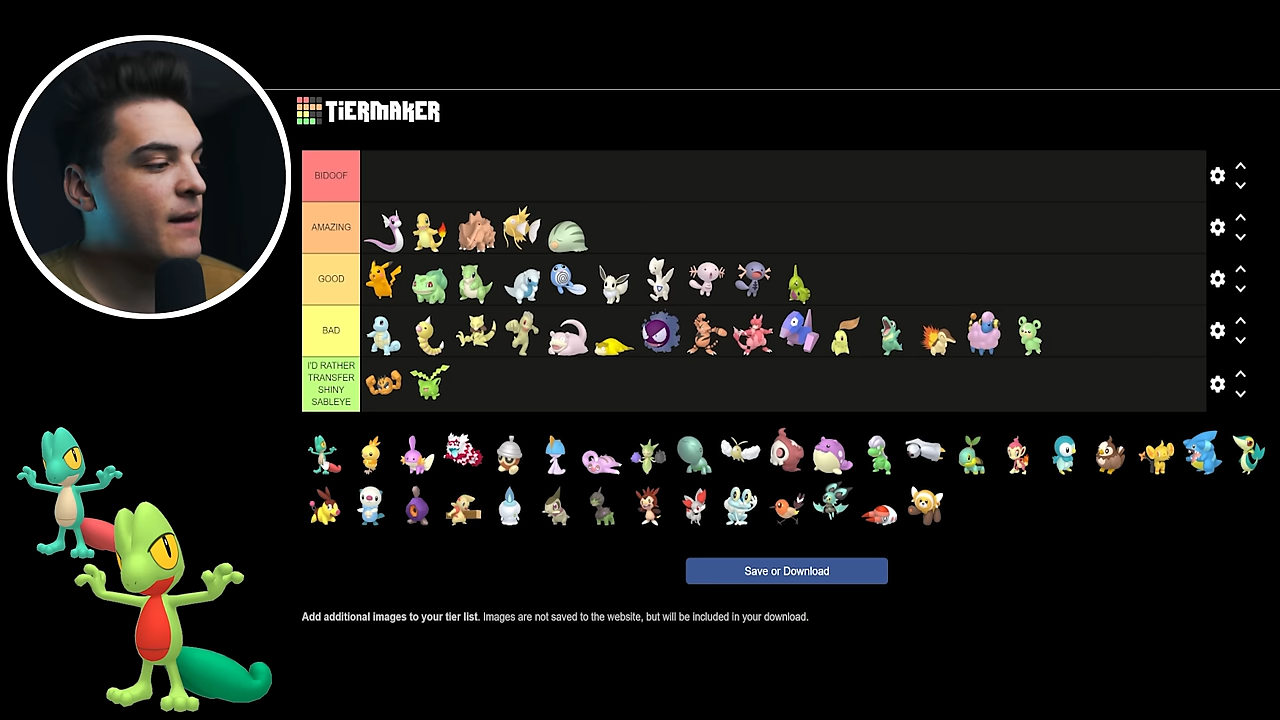 TiERMAKER
BIDOOF
AMAZING
GOOD
BAD
I'D RATHER
TRANSFER
SHINY
SABLEYE
Save or Download
Add additional images to your tier list. Images are not saved to the website, but will be included in your download.